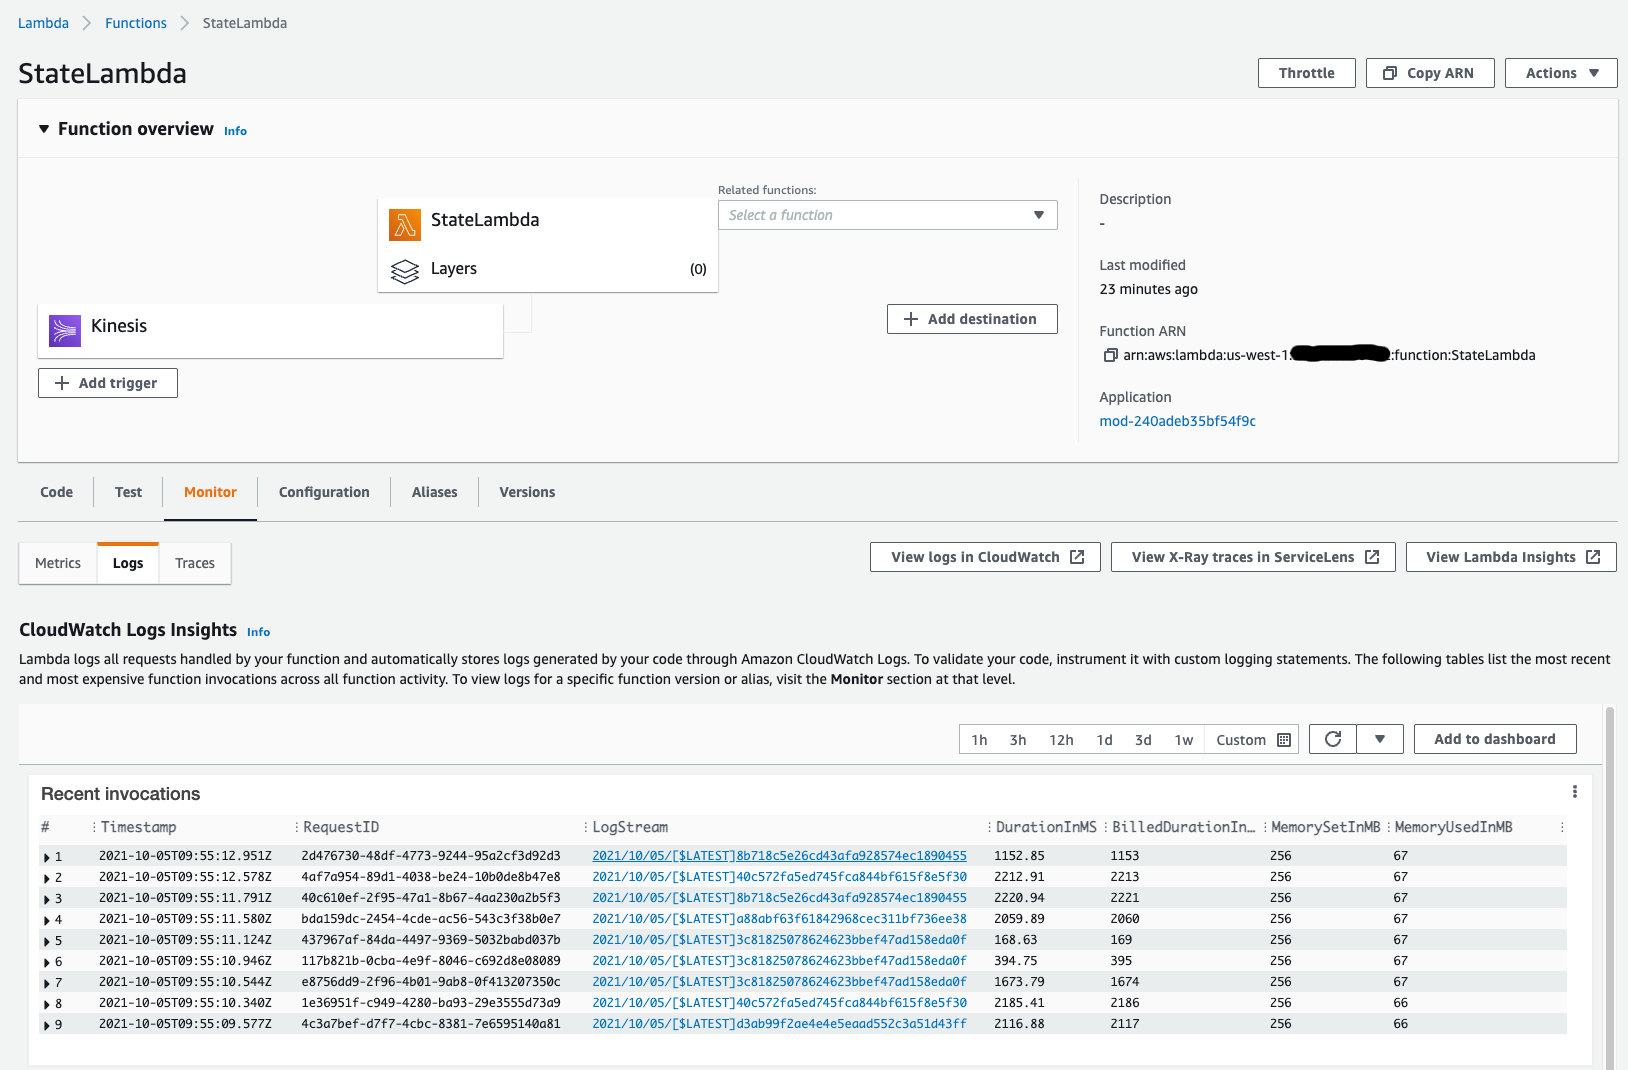 Lambda Functions StateLambda
StateLambda
Throttle Copy ARN Actions
Function overview Info
StateLambda
Layers (0)
Kinesis
Add trigger
Related functions:
Select a function
Add destination
Description
-
Last modified
23 minutes ago
Function ARN
arn:aws:lambda:us-west-1: :function:StateLambda
Application
mod-240adeb35bf54f9c
Code Test Monitor Configuration Aliases Versions
Metrics Logs Traces
View logs in CloudWatch View X-Ray traces in ServiceLens View Lambda Insights
CloudWatch Logs Insights Info
Lambda logs all requests handled by your function and automatically stores logs generated by your code through Amazon CloudWatch Logs. To validate your code, instrument it with custom logging statements. The following tables list the most recent
and most expensive function invocations across all function activity. To view logs for a specific function version or alias, visit the Monitor section at that level.
1h 3h 12h 1d 3d 1w Custom Add to dashboard
Recent invocations
# Timestamp RequestID LogStream DurationInMS BilledDurationIn... MemorySetInMB MemoryUsedInMB
1 2021-10-05T09:55:12.951Z 2d476730-48df-4773-9244-95a2cf3d92d3 2021/10/05/[$LATEST]8b718c5e26cd43afa928574ec1890455 1152.85 1153 256 67
2 2021-10-05T09:55:12.578Z 4af7a954-89d1-4038-be24-10b0de8b47e8 2021/10/05/[$LATEST]40c572fa5ed745fca844bf615f8e5f30 2212.91 2213 256 67
3 2021-10-05T09:55:11.791Z 40c610ef-2f95-47a1-8b67-4aa230a2b5f3 2021/10/05/[$LATEST]8b718c5e26cd43afa928574ec1890455 2220.94 2221 256 67
4 2021-10-05T09:55:11.580Z bda159dc-2454-4cde-ac56-543c3f38b0e7 2021/10/05/[$LATEST]a88abf63f61842968cec311bf736ee38 2059.89 2060 256 67
5 2021-10-05T09:55:11.124Z 437967af-84da-4497-9369-5032babd037b 2021/10/05/[$LATEST]3c81825078624623bbef47ad158eda0f 168.63 169 256 67
6 2021-10-05T09:55:10.946Z 117b821b-0cba-4e9f-8046-c692d8e08089 2021/10/05/[$LATEST]3c81825078624623bbef47ad158eda0f 394.75 395 256 67
7 2021-10-05T09:55:10.544Z e8756dd9-2f96-4b01-9ab8-0f413207350c 2021/10/05/[$LATEST]3c81825078624623bbef47ad158eda0f 1673.79 1674 256 67
8 2021-10-05T09:55:10.340Z 1e36951f-c949-4280-ba93-29e3555d73a9 2021/10/05/[$LATEST]40c572fa5ed745fca844bf615f8e5f30 2185.41 2186 256 66
9 2021-10-05T09:55:09.577Z 4c3a7bef-d7f7-4cbc-8381-7e6595140a81 2021/10/05/[$LATEST]d3ab99f2ae4e4e5eaad552c3a51d43ff 2116.88 2117 256 66